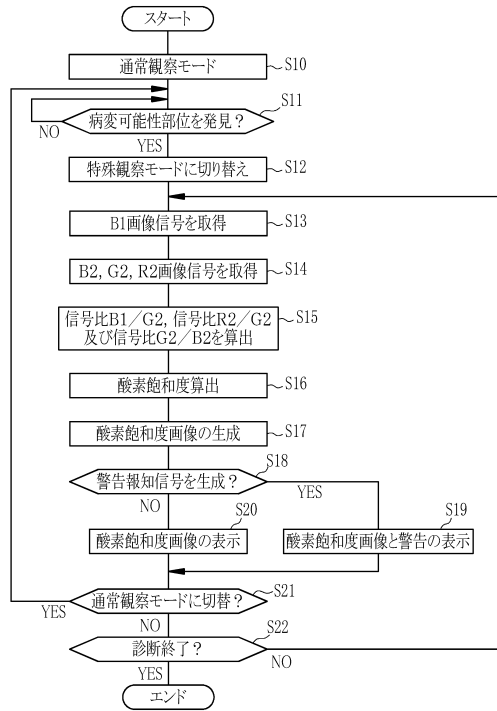 スタート
通常観察モード
S10
病変可能性部位を発見？
S11
NO
YES
特殊観察モードに切り替え
S12
B1画像信号を取得
S13
B2, G2, R2画像信号を取得
S14
信号比B1／G2, 信号比R2／G2
及び信号比G2／B2を算出
S15
酸素飽和度算出
S16
酸素飽和度画像の生成
S17
警告報知信号を生成？
S18
YES
NO
酸素飽和度画像の表示
S20
酸素飽和度画像と警告の表示
S19
通常観察モードに切替？
S21
YES
NO
診断終了？
S22
NO
YES
エンド